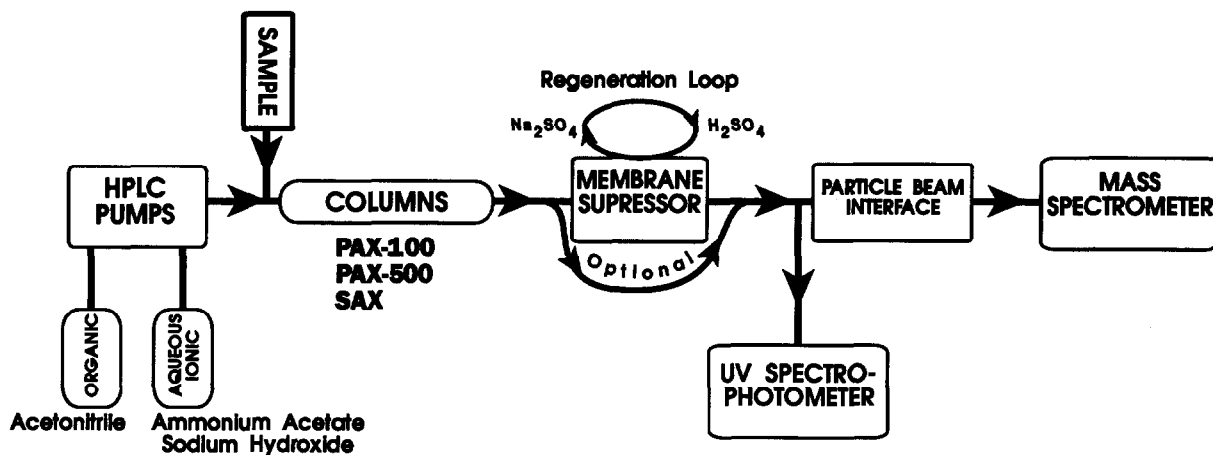 SAMPLE
Regeneration Loop
Na2SO4
H2SO4
HPLC
PUMPS
COLUMNS
MEMBRANE
SUPRESSOR
PARTICLE BEAM
INTERFACE
MASS
SPECTROMETER
PAX-100
PAX-500
SAX
Optional
ORGANIC
AQUEOUS
IONIC
UV SPECTRO-
PHOTOMETER
Acetonitrile
Ammonium Acetate
Sodium Hydroxide